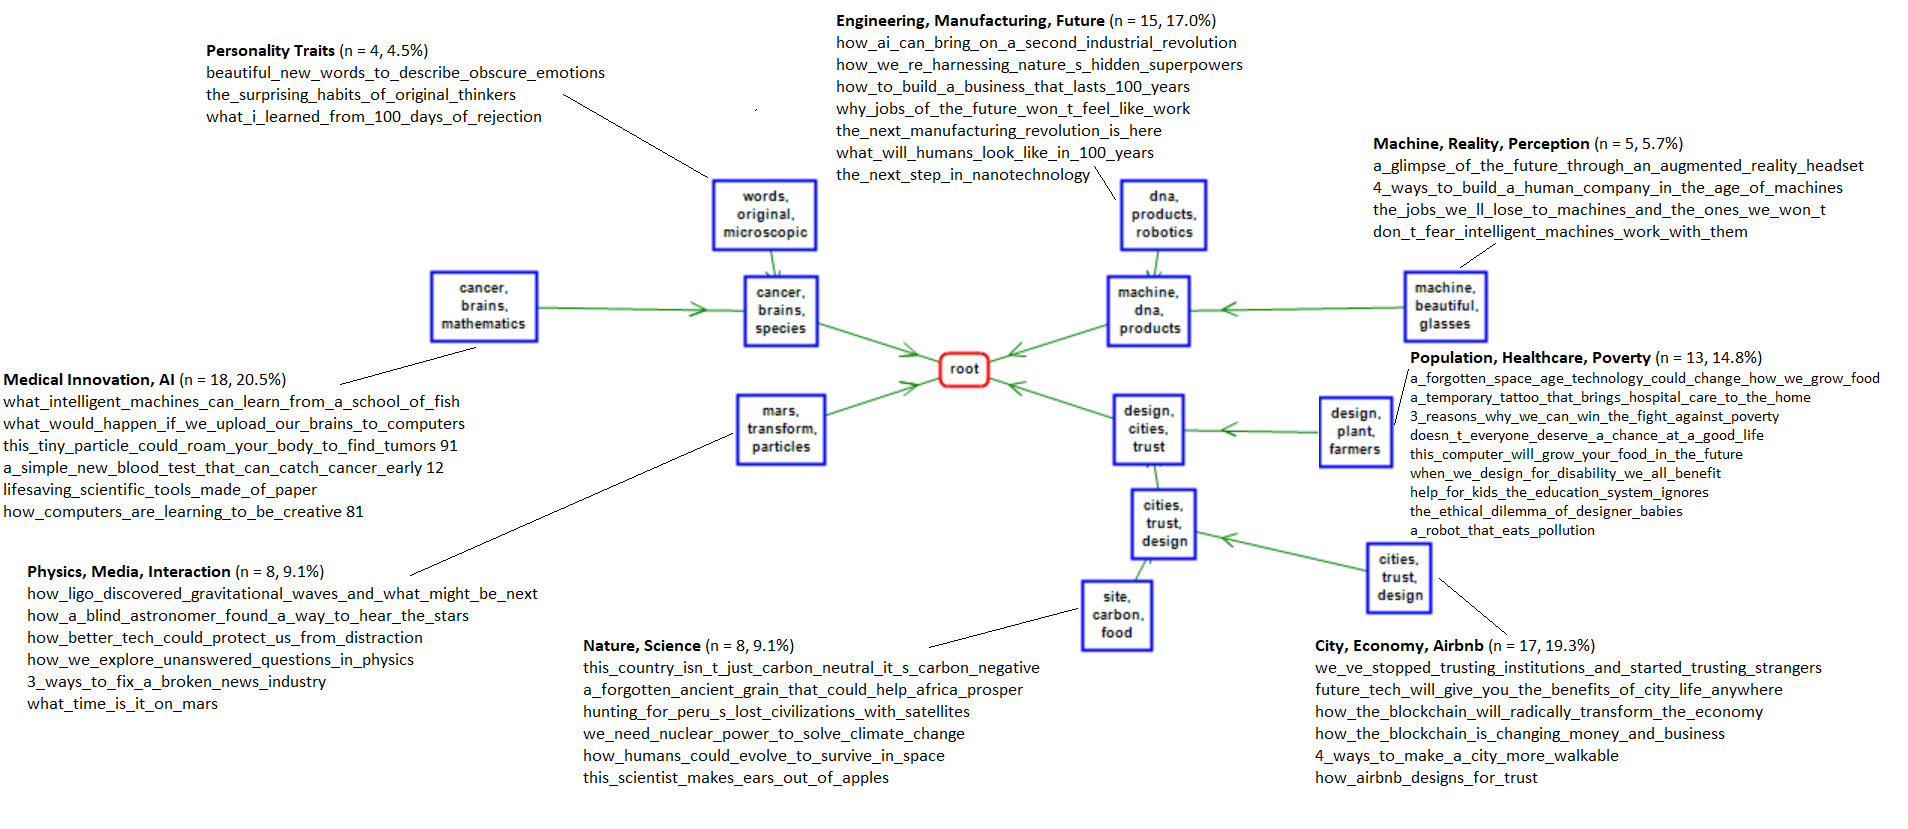 Engineering, Manufacturing, Future (n = 15, 17.0%)
how_ai_can_bring_on_a_second_industrial_revolution
how_we_re_harnessing_nature_s_hidden_superpowers
how_to_build_a_business_that_lasts_100_years
why_jobs_of_the_future_won_t_feel_like_work
the_next_manufacturing_revolution_is_here
what_will_humans_look_like_in_100_years
the_next_step_in_nanotechnology
Personality Traits (n = 4, 4.5%)
beautiful_new_words_to_describe_obscure_emotions
the_surprising_habits_of_original_thinkers
what_i_learned_from_100_days_of_rejection
Machine, Reality, Perception (n = 5, 5.7%)
a_glimpse_of_the_future_through_an_augmented_reality_headset
4_ways_to_build_a_human_company_in_the_age_of_machines
the_jobs_we_ll_lose_to_machines_and_the_ones_we_won_t
don_t_fear_intelligent_machines_work_with_them
words,
original,
microscopic
dna,
products,
robotics
cancer,
brains,
mathematics
cancer,
brains,
species
machine,
dna,
products
machine,
beautiful,
glasses
root
Population, Healthcare, Poverty (n = 13, 14.8%)
a_forgotten_space_age_technology_could_change_how_we_grow_food
a_temporary_tattoo_that_brings_hospital_care_to_the_home
3_reasons_why_we_can_win_the_fight_against_poverty
doesn_t_everyone_deserve_a_chance_at_a_good_life
this_computer_will_grow_your_food_in_the_future
when_we_design_for_disability_we_all_benefit
help_for_kids_the_education_system_ignores
the_ethical_dilemma_of_designer_babies
a_robot_that_eats_pollution
Medical Innovation, AI (n = 18, 20.5%)
what_intelligent_machines_can_learn_from_a_school_of_fish
what_would_happen_if_we_upload_our_brains_to_computers
this_tiny_particle_could_roam_your_body_to_find_tumors 91
a_simple_new_blood_test_that_can_catch_cancer_early 12
lifesaving_scientific_tools_made_of_paper
how_computers_are_learning_to_be_creative 81
mars,
transform,
particles
design,
cities,
trust
design,
plant,
farmers
cities,
trust,
design
cities,
trust,
design
site,
carbon,
food
Physics, Media, Interaction (n = 8, 9.1%)
how_ligo_discovered_gravitational_waves_and_what_might_be_next
how_a_blind_astronomer_found_a_way_to_hear_the_stars
how_better_tech_could_protect_us_from_distraction
how_we_explore_unanswered_questions_in_physics
3_ways_to_fix_a_broken_news_industry
what_time_is_it_on_mars
Nature, Science (n = 8, 9.1%)
this_country_isn_t_just_carbon_neutral_it_s_carbon_negative
a_forgotten_ancient_grain_that_could_help_africa_prosper
hunting_for_peru_s_lost_civilizations_with_satellites
we_need_nuclear_power_to_solve_climate_change
how_humans_could_evolve_to_survive_in_space
this_scientist_makes_ears_out_of_apples
City, Economy, Airbnb (n = 17, 19.3%)
we_ve_stopped_trusting_institutions_and_started_trusting_strangers
future_tech_will_give_you_the_benefits_of_city_life_anywhere
how_the_blockchain_will_radically_transform_the_economy
how_the_blockchain_is_changing_money_and_business
4_ways_to_make_a_city_more_walkable
how_airbnb_designs_for_trust